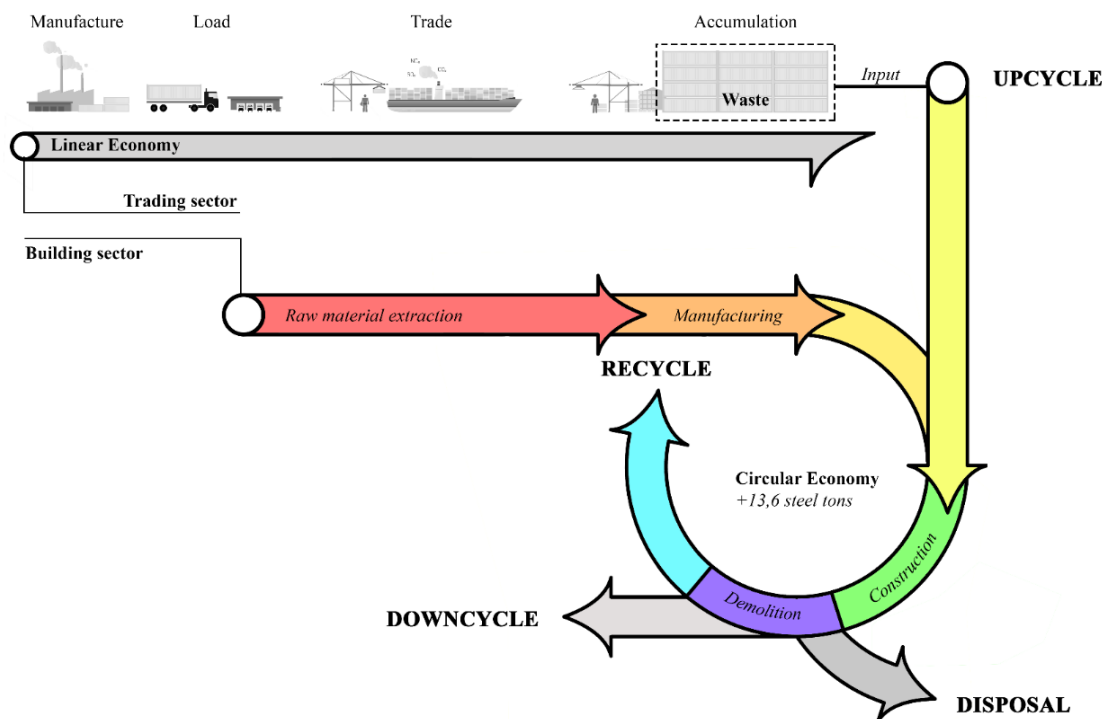 Manufacture
Load
Trade
Accumulation
Waste
Input
UPCYCLE
Linear Economy
Trading sector
Building sector
Raw material extraction
Manufacturing
RECYCLE
Circular Economy
+13,6 steel tons
Construction
Demolition
DOWNCYCLE
DISPOSAL